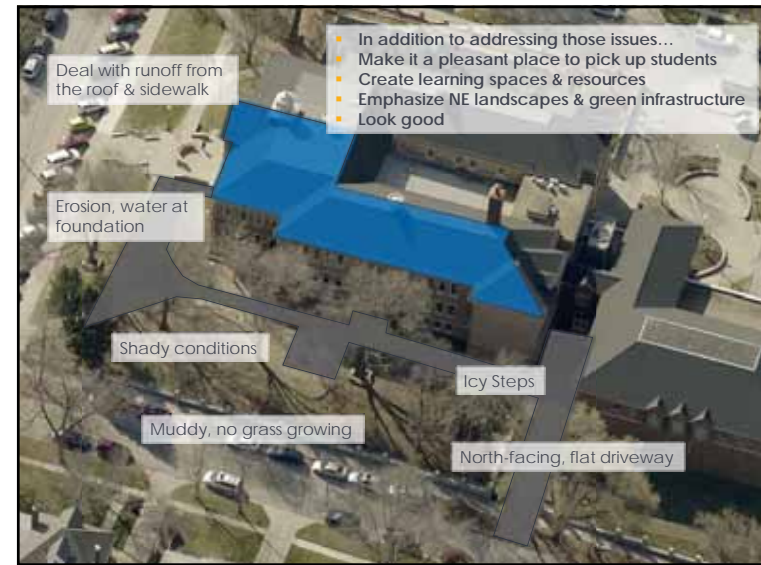 In addition to addressing those issues…
Make it a pleasant place to pick up students
Create learning spaces & resources
Emphasize NE landscapes & green infrastructure
Look good
Deal with runoff from
the roof & sidewalk
Erosion, water at
foundation
Shady conditions
Icy Steps
Muddy, no grass growing
North-facing, flat driveway